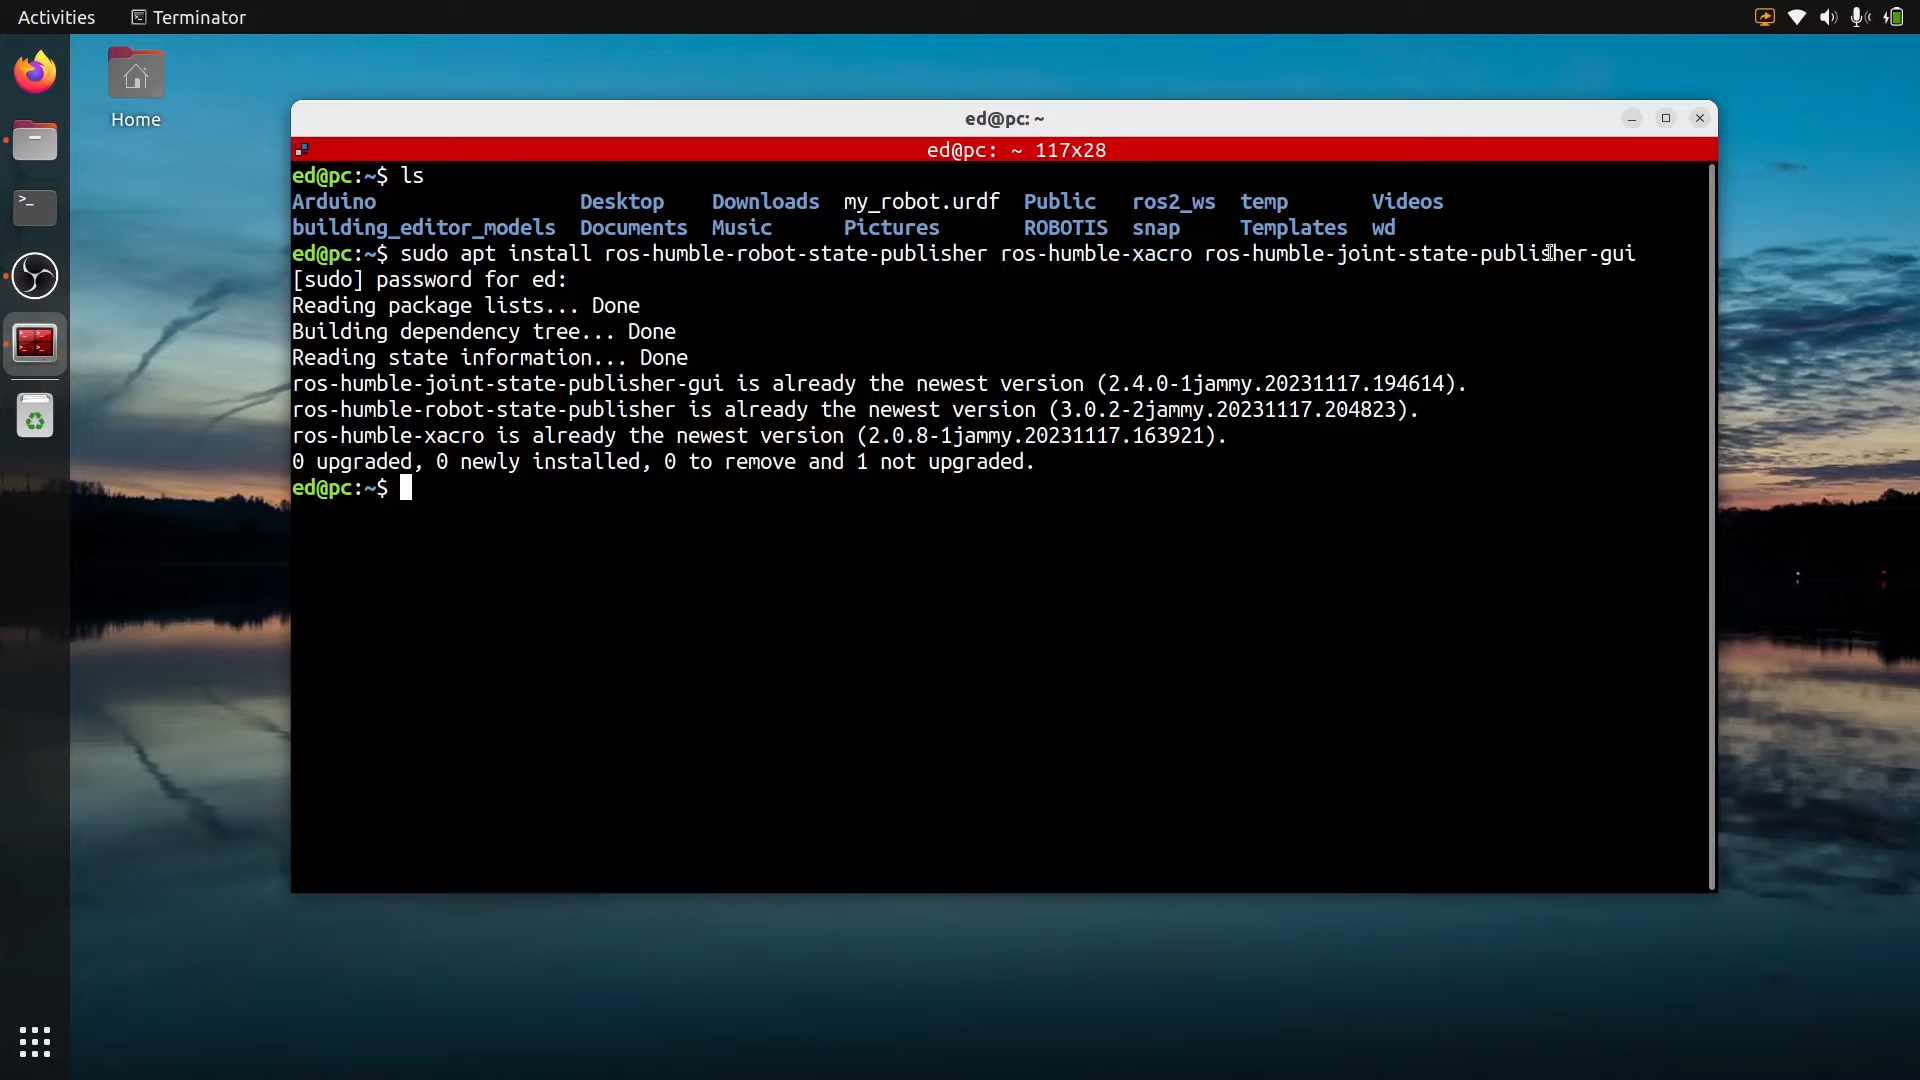 Activities
Terminator
Home
ed@pc: ~
ed@pc: ~ 117x28
ed@pc:~$ ls
Arduino Desktop Downloads my_robot.urdf Public ros2_ws temp Videos
building_editor_models Documents Music Pictures ROBOTIS snap Templates wd
ed@pc:~$ sudo apt install ros-humble-robot-state-publisher ros-humble-xacro ros-humble-joint-state-publisher-gui
[sudo] password for ed:
Reading package lists... Done
Building dependency tree... Done
Reading state information... Done
ros-humble-joint-state-publisher-gui is already the newest version (2.4.0-1jammy.20231117.194614).
ros-humble-robot-state-publisher is already the newest version (3.0.2-2jammy.20231117.204823).
ros-humble-xacro is already the newest version (2.0.8-1jammy.20231117.163921).
0 upgraded, 0 newly installed, 0 to remove and 1 not upgraded.
ed@pc:~$